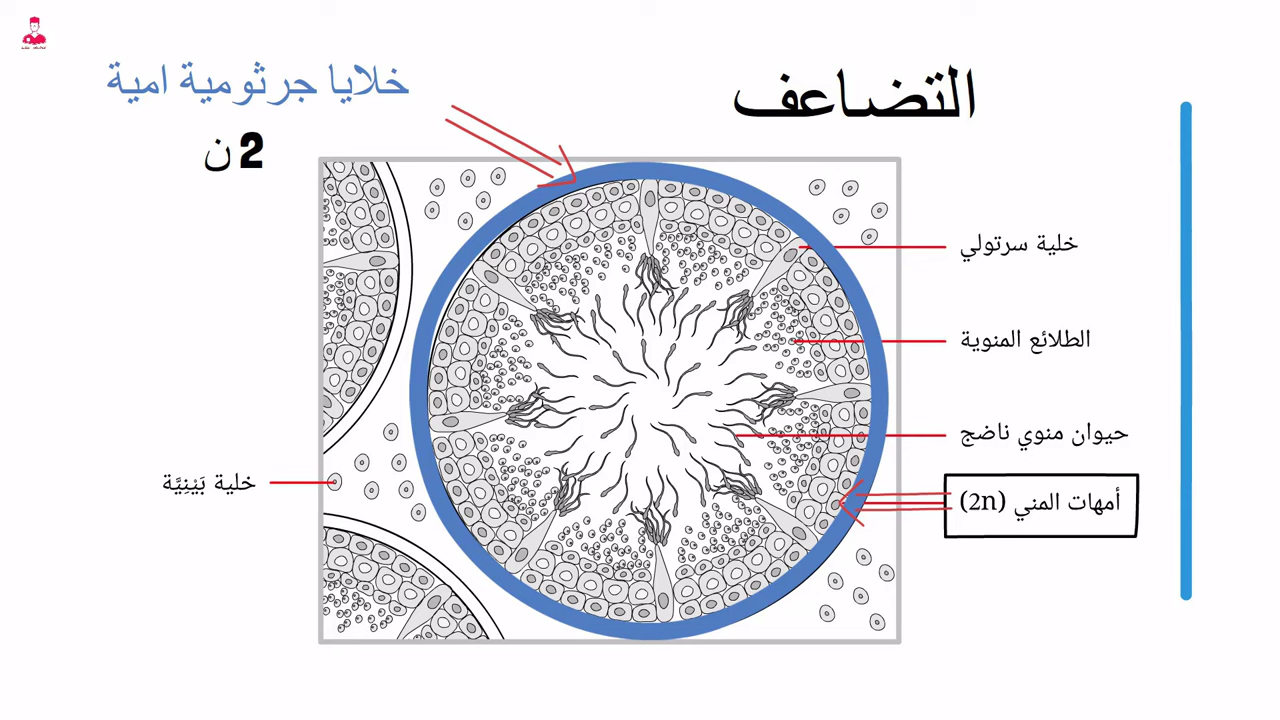 التضاعف
خلايا جرثومية امية
2 ن
خلية سرتولي
الطلائع المنوية
حيوان منوي ناضج
أمهات المني (2n)
خلية بَيْنِيَّة